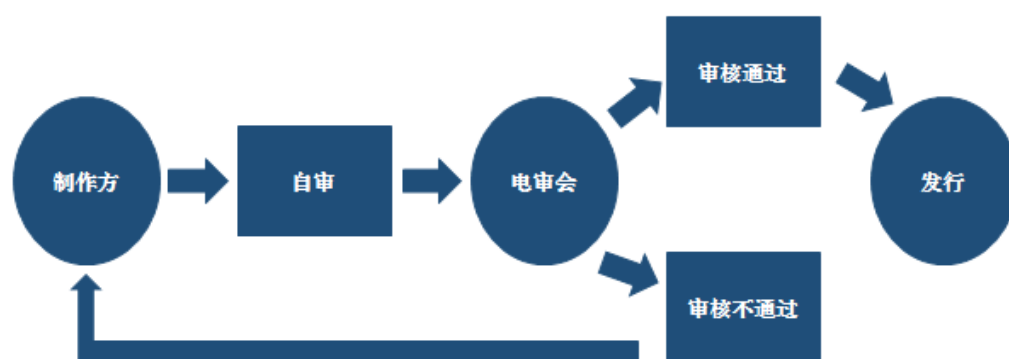 制作方
自审
电审会
审核通过
审核不通过
发行